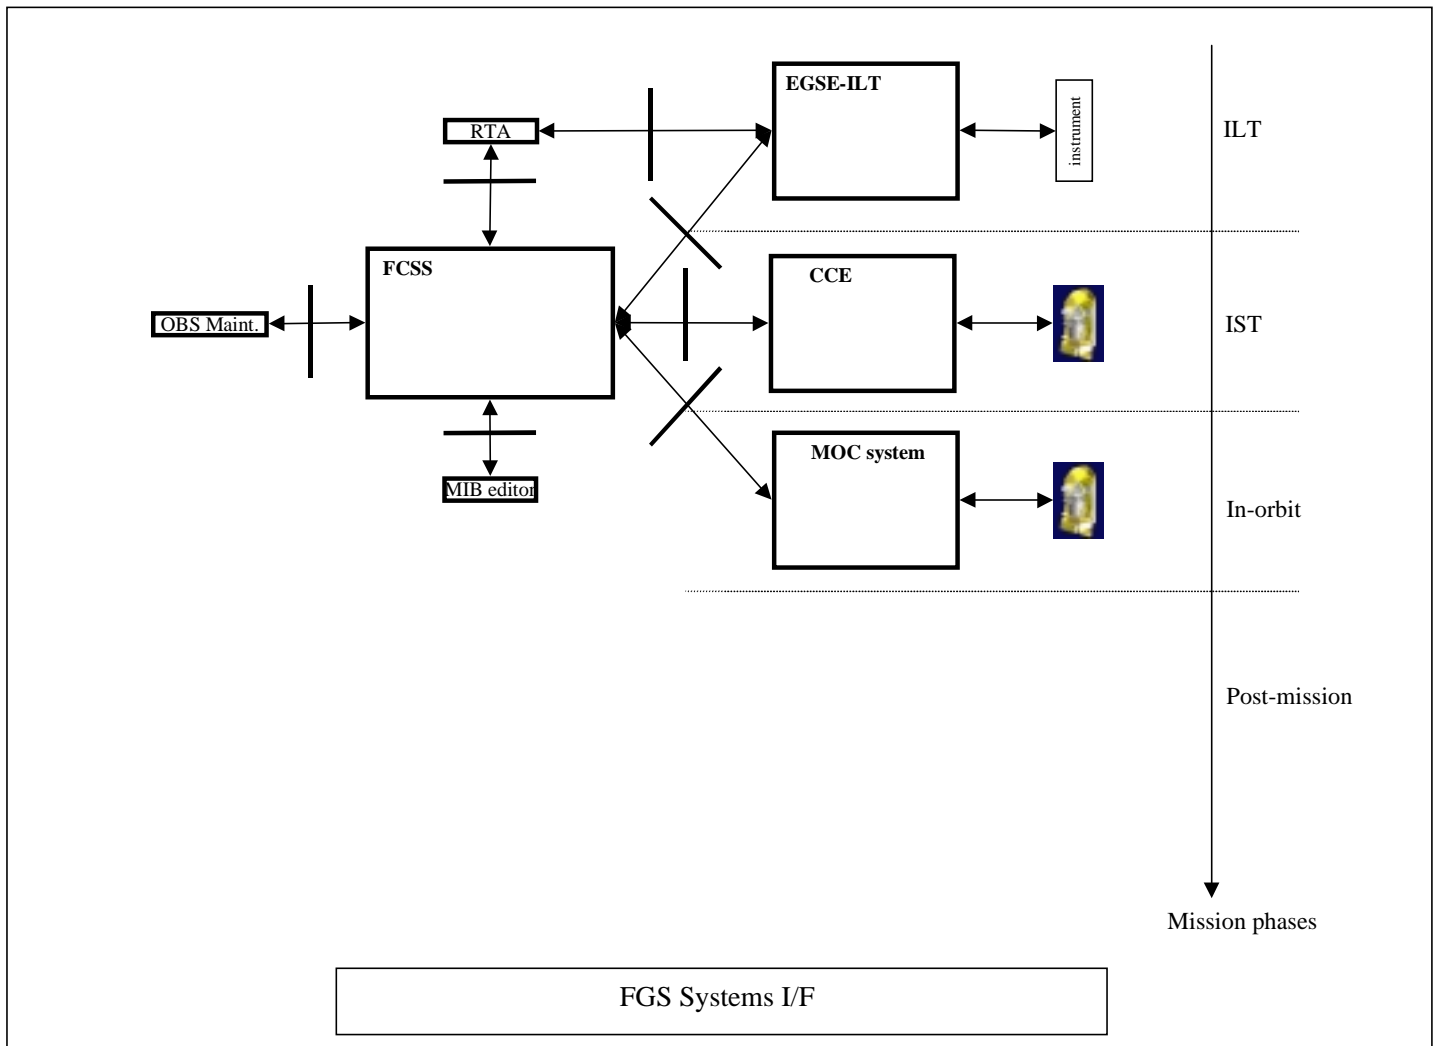 EGSE-ILT
RTA
instrument
ILT
FCSS
CCE
OBS Maint.
IST
MOC system
MIB editor
In-orbit
Post-mission
Mission phases
FGS Systems I/F